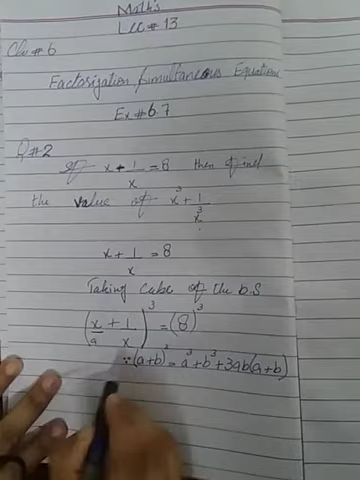 Maths
Lec # 13
Ch # 6
Factorization Simultaneous Equations
Ex # 6.7
Q # 2
If x + 1/x = 8 then find
the value of x³ + 1/x³
x + 1/x = 8
Taking Cube of the b.S
(x + 1/x)³ = (8)³
a
∵ (a+b)³ = a³+b³+3ab(a+b)